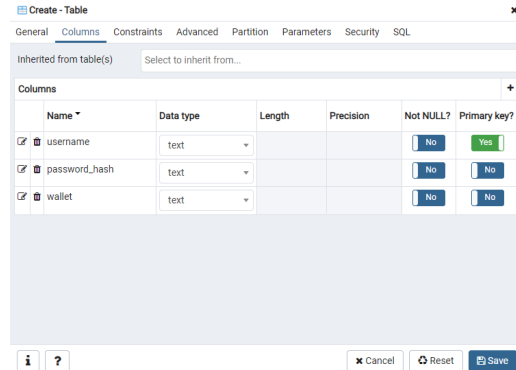 Create - Table
General Columns Constraints Advanced Partition Parameters Security SQL
Inherited from table(s) Select to inherit from...
Columns
Name Data type Length Precision Not NULL? Primary key?
username text No Yes
password_hash text No No
wallet text No No
i ? Cancel Reset Save